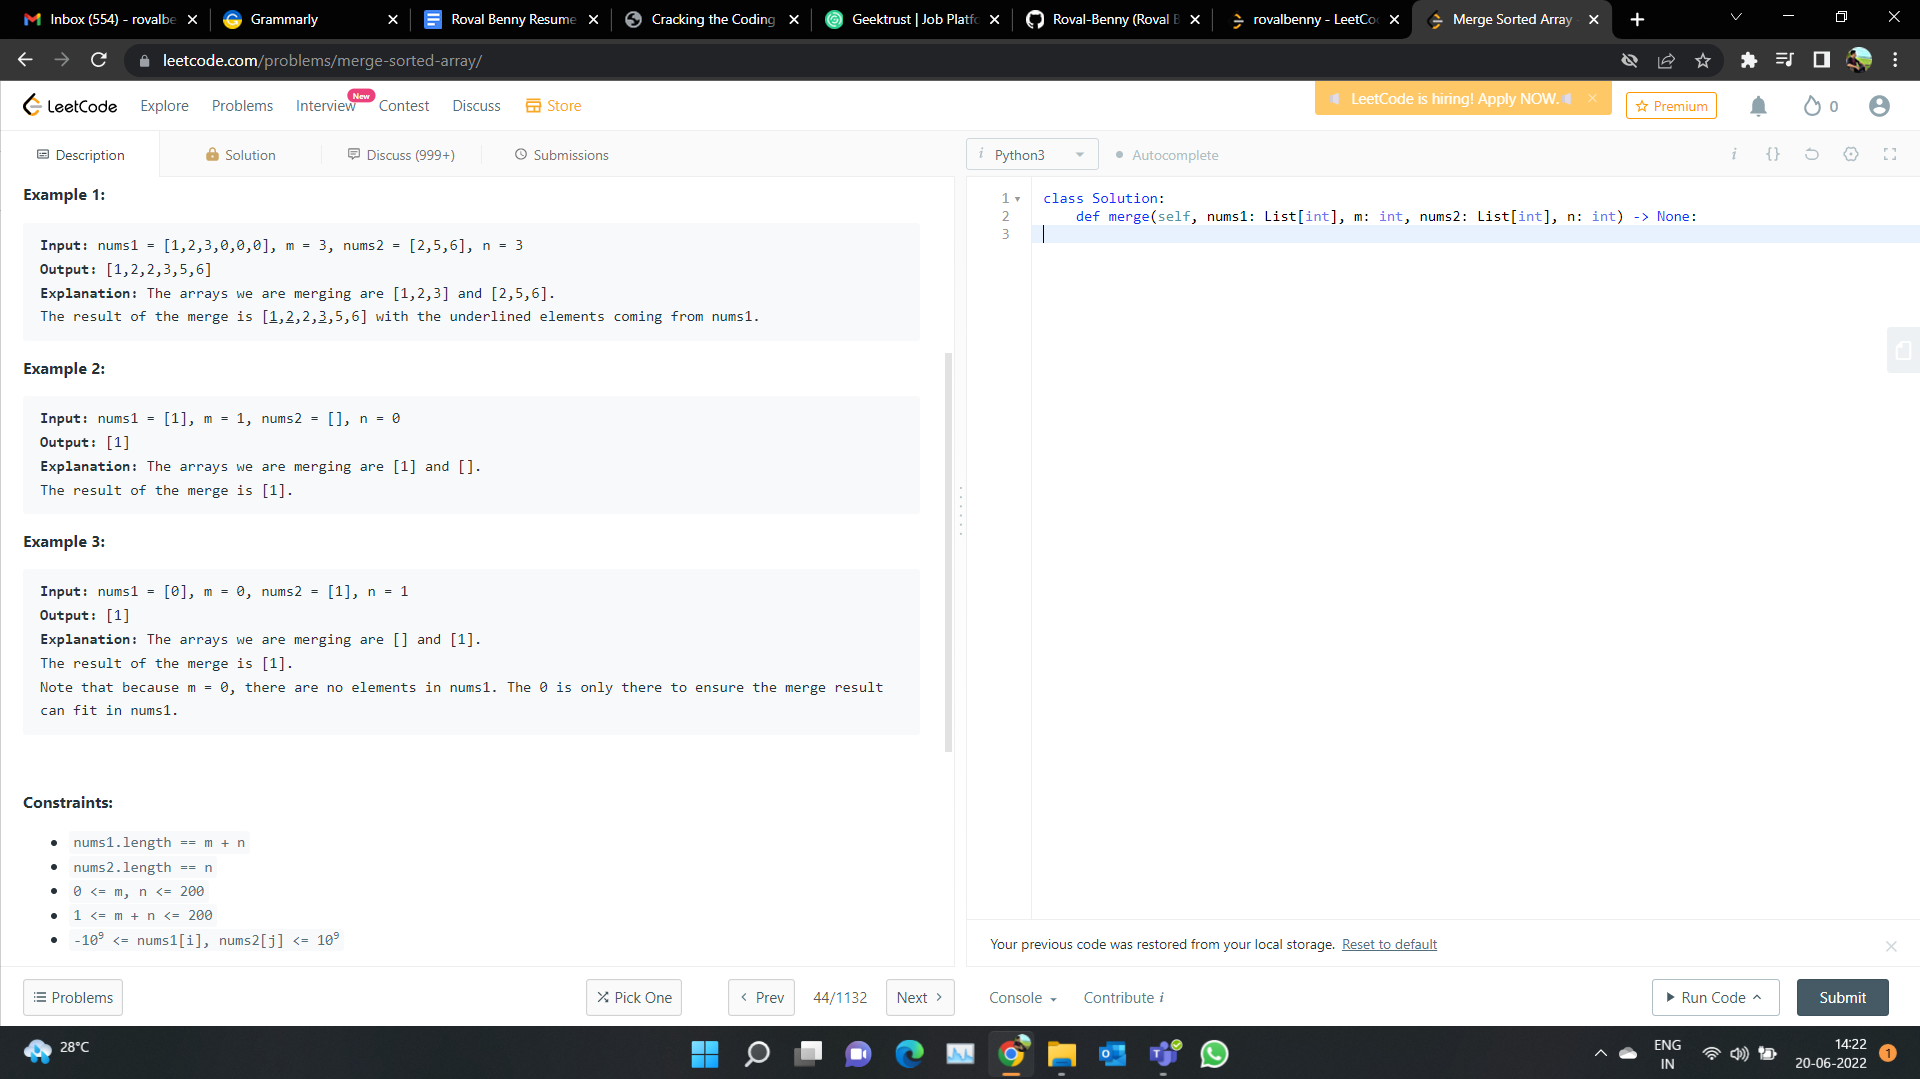 Inbox (554) - rovalbe
Grammarly
Roval Benny Resume
Cracking the Coding
Geektrust | Job Platfo
Roval-Benny (Roval B
rovalbenny - LeetCo
Merge Sorted Array
leetcode.com/problems/merge-sorted-array/
LeetCode
Explore
Problems
Interview
New
Contest
Discuss
Store
LeetCode is hiring! Apply NOW.
Premium
0
Description
Solution
Discuss (999+)
Submissions
i Python3
Autocomplete
i {}
Example 1:
Input: nums1 = [1,2,3,0,0,0], m = 3, nums2 = [2,5,6], n = 3
Output: [1,2,2,3,5,6]
Explanation: The arrays we are merging are [1,2,3] and [2,5,6].
The result of the merge is [1,2,2,3,5,6] with the underlined elements coming from nums1.
Example 2:
Input: nums1 = [1], m = 1, nums2 = [], n = 0
Output: [1]
Explanation: The arrays we are merging are [1] and [].
The result of the merge is [1].
Example 3:
Input: nums1 = [0], m = 0, nums2 = [1], n = 1
Output: [1]
Explanation: The arrays we are merging are [] and [1].
The result of the merge is [1].
Note that because m = 0, there are no elements in nums1. The 0 is only there to ensure the merge result
can fit in nums1.
Constraints:
• nums1.length == m + n
• nums2.length == n
• 0 <= m, n <= 200
• 1 <= m + n <= 200
• -10⁹ <= nums1[i], nums2[j] <= 10⁹
1 class Solution:
2     def merge(self, nums1: List[int], m: int, nums2: List[int], n: int) -> None:
3
Your previous code was restored from your local storage. Reset to default
Problems
Pick One
< Prev
44/1132
Next >
Console
Contribute i
Run Code
Submit
28°C
ENG
IN
14:22
20-06-2022
1